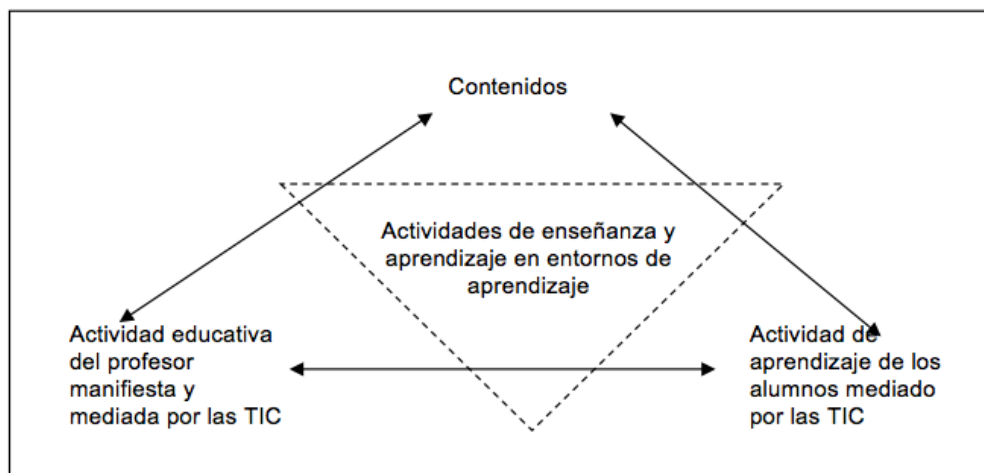 Contenidos
Actividades de enseñanza y
aprendizaje en entornos de
aprendizaje
Actividad educativa
del profesor
manifiesta y
mediada por las TIC
Actividad de
aprendizaje de los
alumnos mediado
por las TIC